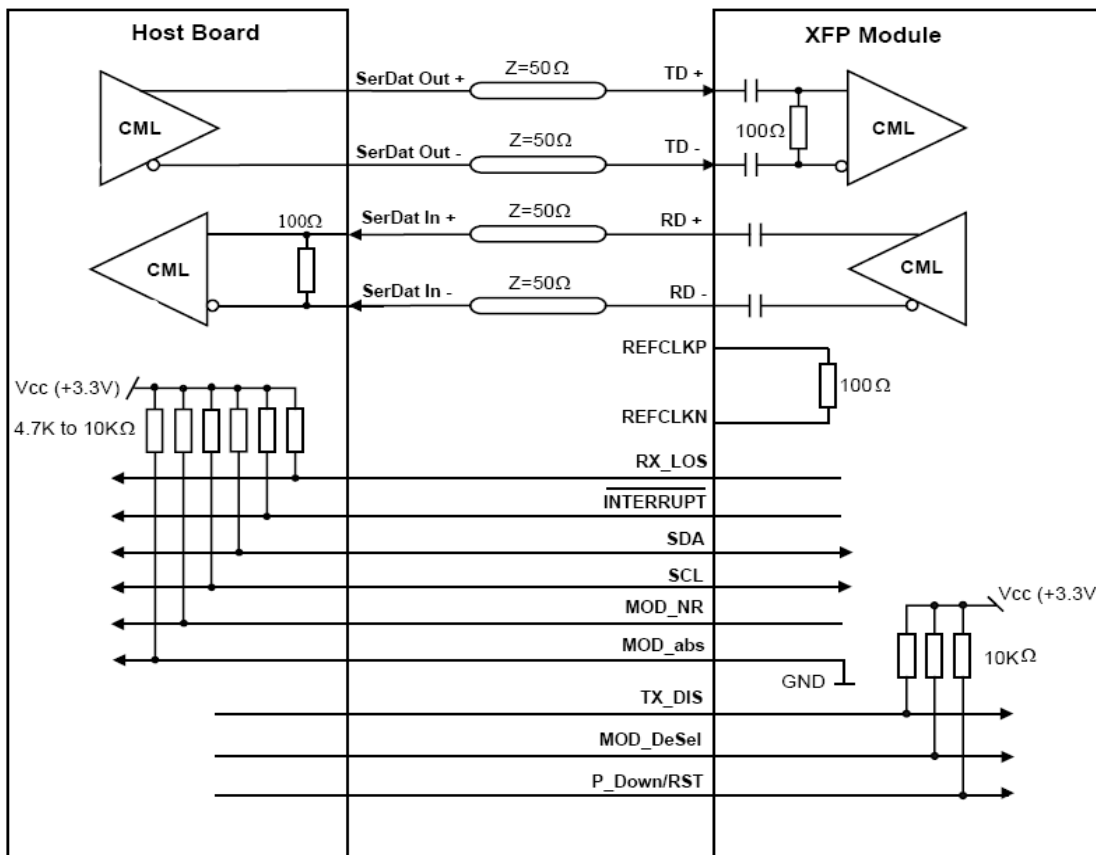 Host Board
XFP Module
SerDat Out +
Z=50Ω
TD +
CML
100Ω
CML
SerDat Out -
Z=50Ω
TD -
100Ω
SerDat In +
Z=50Ω
RD +
CML
CML
SerDat In -
Z=50Ω
RD -
REFCLKP
100Ω
REFCLKN
Vcc (+3.3V)
4.7K to 10KΩ
RX_LOS
INTERRUPT
SDA
SCL
MOD_NR
Vcc (+3.3V
MOD_abs
10KΩ
GND
TX_DIS
MOD_DeSel
P_Down/RST